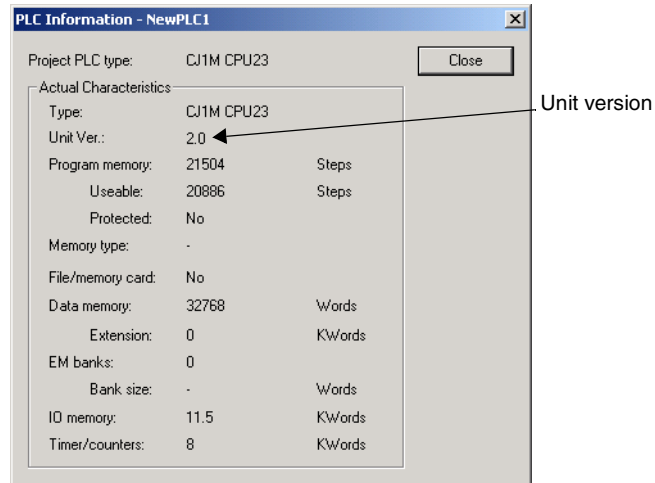 PLC Information - NewPLC1
Project PLC type: CJ1M CPU23 Close
Actual Characteristics
Type: CJ1M CPU23
Unit version
Unit Ver.: 2.0
Program memory: 21504 Steps
Useable: 20886 Steps
Protected: No
Memory type: -
File/memory card: No
Data memory: 32768 Words
Extension: 0 KWords
EM banks: 0
Bank size: - Words
IO memory: 11.5 KWords
Timer/counters: 8 KWords